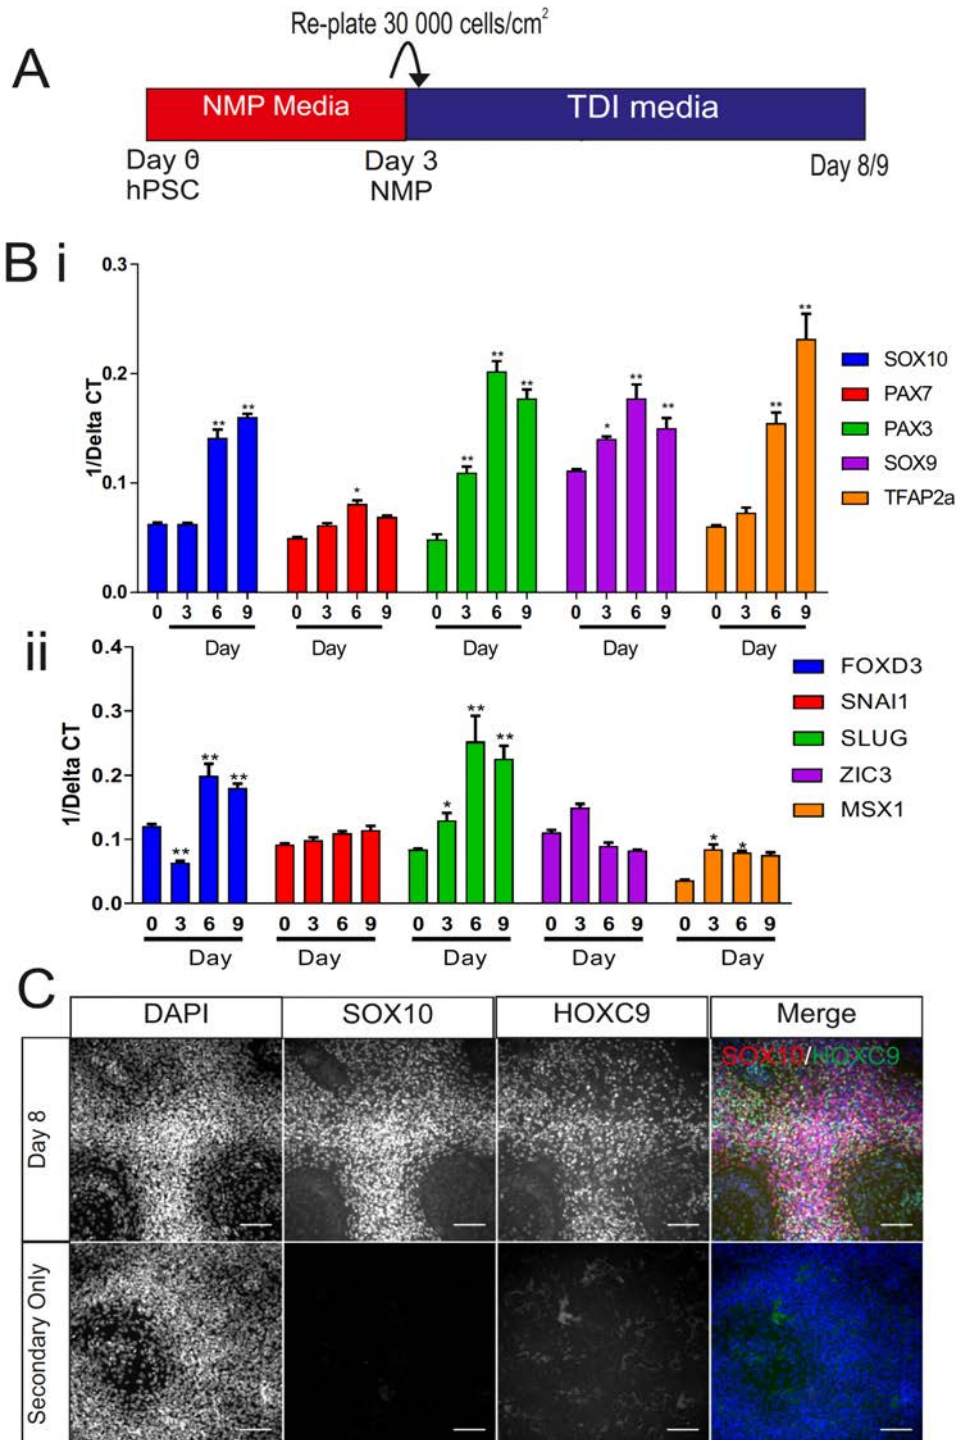 Re-plate 30 000 cells/cm²
A
NMP Media
TDI media
Day 0
hPSC
Day 3
NMP
Day 8/9
B i
0.3
0.2
0.1
0.0
1/Delta CT
** ** * ** ** ** * ** ** ** **
SOX10
PAX7
PAX3
SOX9
TFAP2a
0 3 6 9 0 3 6 9 0 3 6 9 0 3 6 9 0 3 6 9
Day Day Day Day Day
ii
0.4
0.3
0.2
0.1
0.0
1/Delta CT
** ** ** * ** ** * *
FOXD3
SNAI1
SLUG
ZIC3
MSX1
0 3 6 9 0 3 6 9 0 3 6 9 0 3 6 9 0 3 6 9
Day Day Day Day Day
C
DAPI SOX10 HOXC9 Merge
Day 8
SOX10/HOXC9
Secondary Only